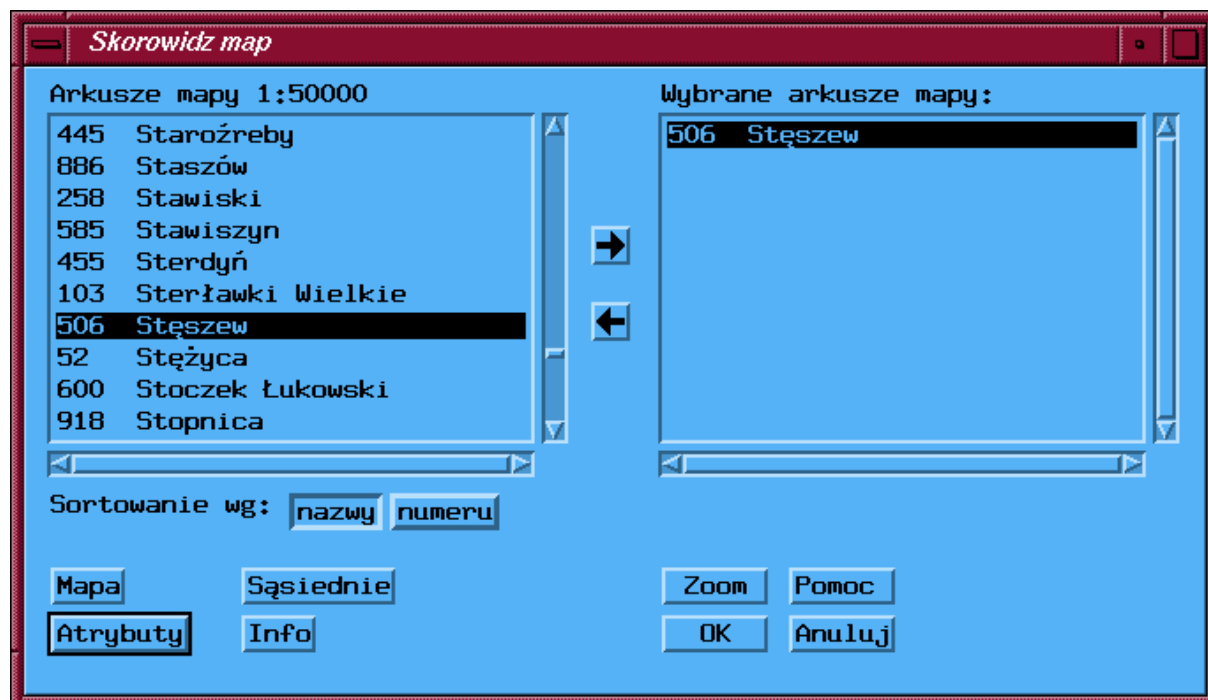 Skorowidz map
Arkusze mapy 1:50000
445 Staroźreby
886 Staszów
258 Stawiski
585 Stawiszyn
455 Sterdyń
103 Sterławki Wielkie
506 Stęszew
52 Stężyca
600 Stoczek Łukowski
918 Stopnica
Sortowanie wg: nazwy numeru
Wybrane arkusze mapy:
506 Stęszew
Mapa Sąsiednie Zoom Pomoc
Atrybuty Info OK Anuluj